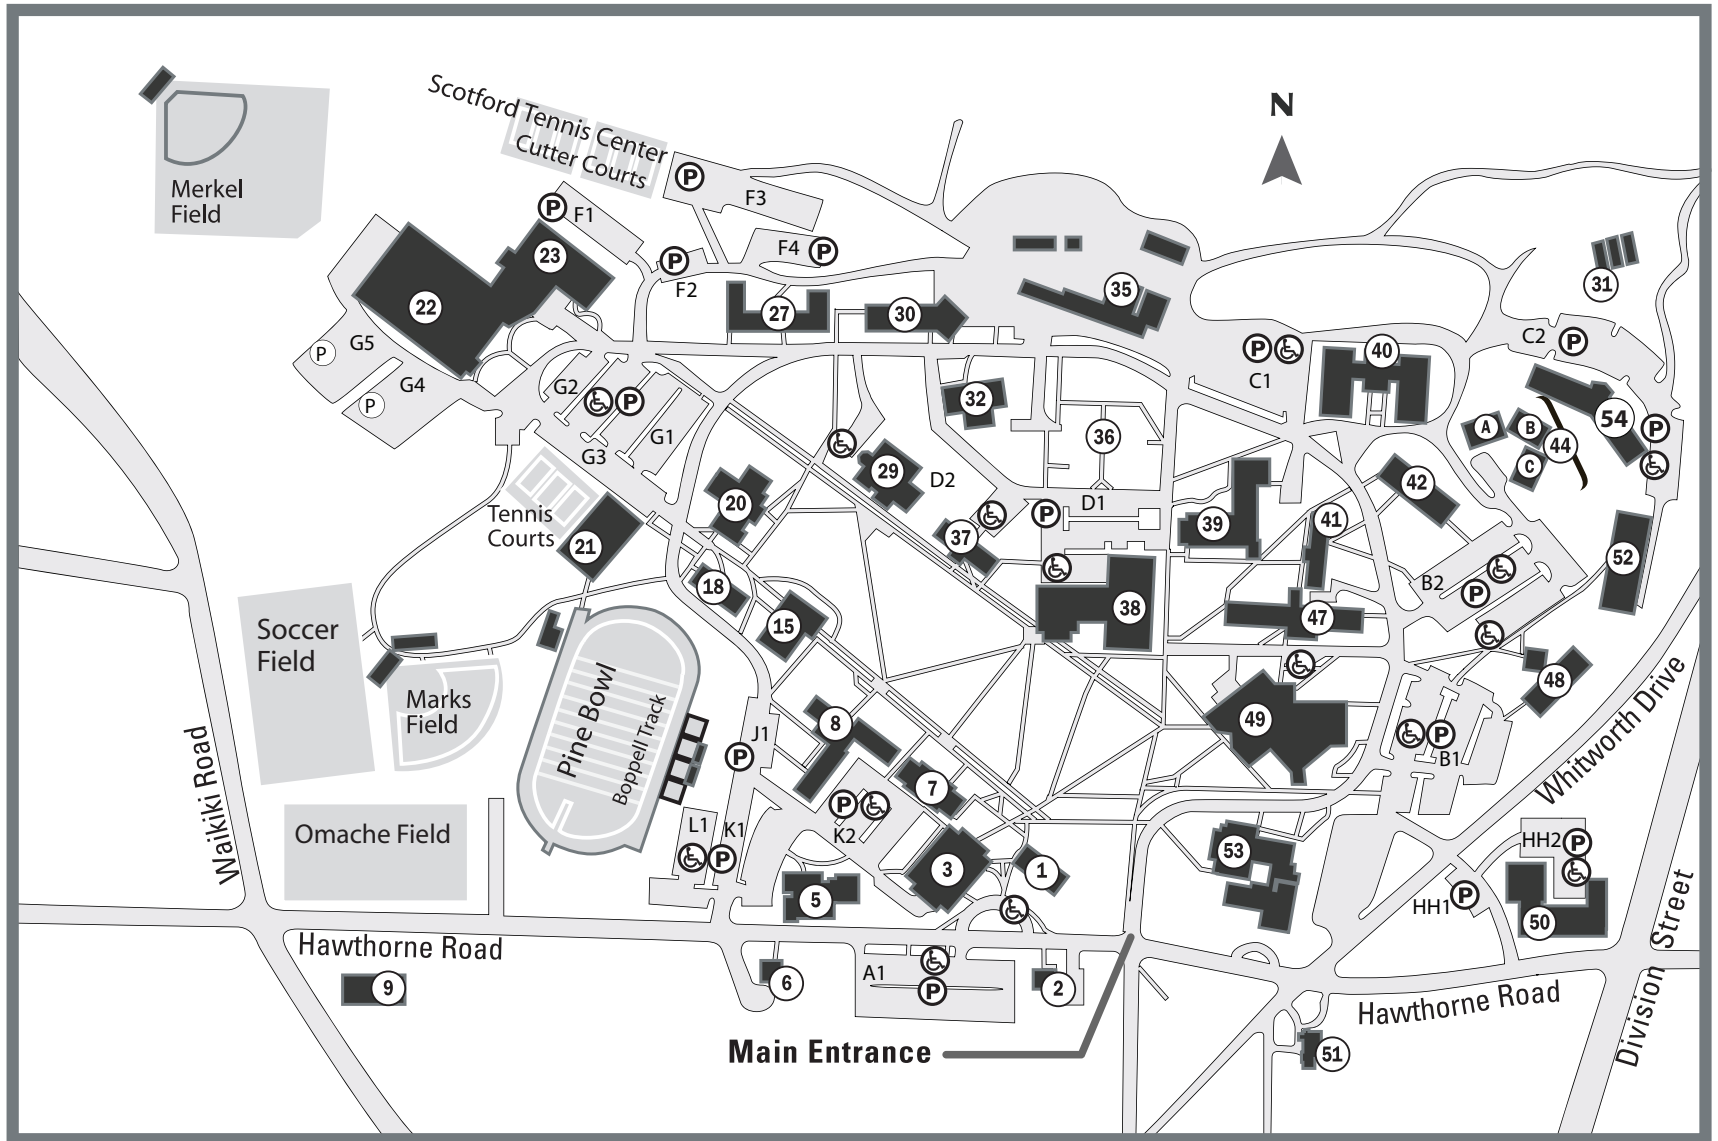 N
Scotford Tennis Center
Cutter Courts
P
F3
Merkel
Field
P
F1
F4
P
23
P
F2
31
22
35
27
30
G5
P
C2
P
P
C1
40
G4
P
G2
P
32
A
B
44
54
P
C
G1
36
G3
29
D2
42
20
D1
P
Tennis
Courts
21
37
39
41
52
18
B2
P
38
15
47
Soccer
Field
48
Marks
Field
Pine Bowl
Boppell Track
8
J1
P
49
P
B1
Whitworth Drive
Waikiki Road
7
P
K2
Omache Field
L1
K1
P
53
HH2
P
3
1
5
HH1
P
50
Hawthorne Road
A1
P
6
2
9
Hawthorne Road
Division Street
Main Entrance
51